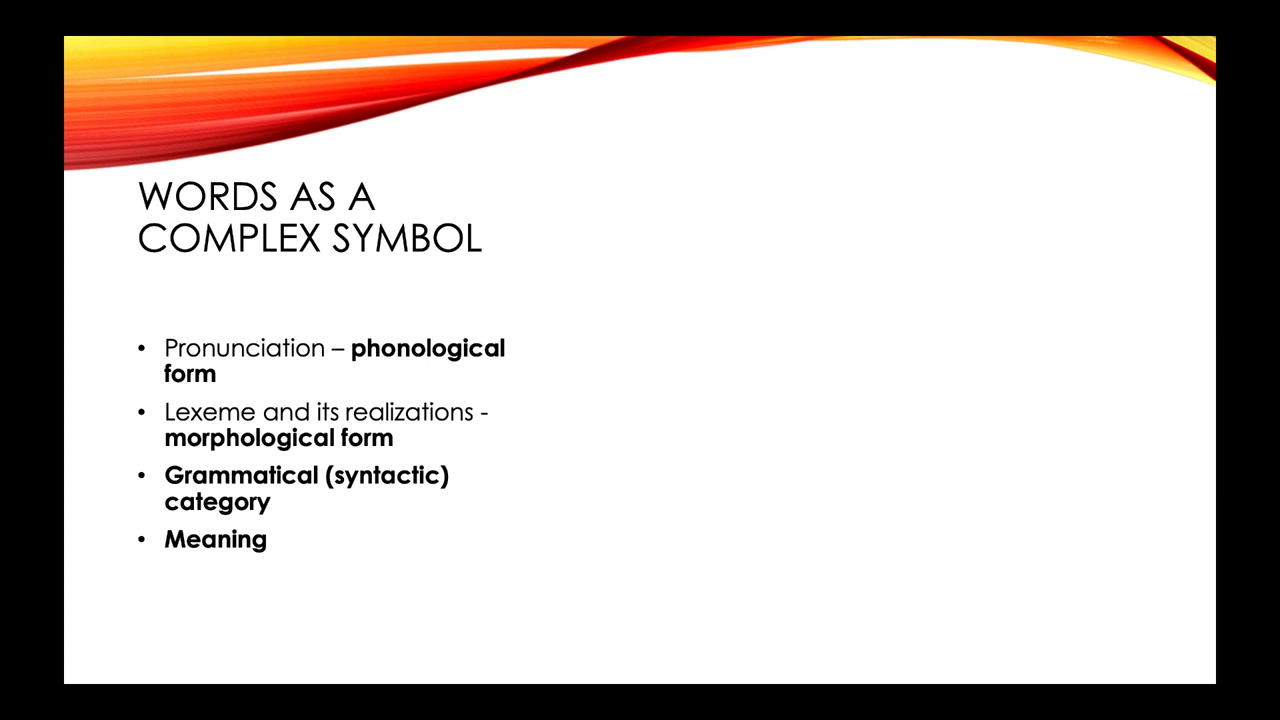 WORDS AS A
COMPLEX SYMBOL
• Pronunciation – phonological
form
• Lexeme and its realizations -
morphological form
• Grammatical (syntactic)
category
• Meaning